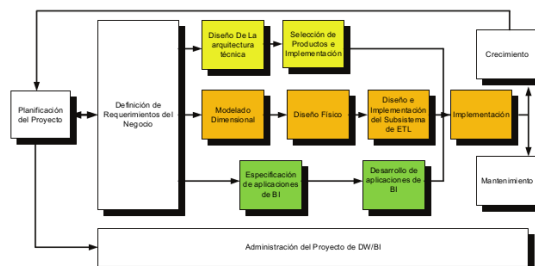 Diseño De La
arquitectura
técnica
Selección de
Productos e
Implementación
Crecimiento
Planificación
del Proyecto
Definición de
Requerimientos del
Negocio
Modelado
Dimensional
Diseño Físico
Diseño e
Implementación
del Subsistema
de ETL
Implementación
Especificación
de aplicaciones
de BI
Desarrollo de
aplicaciones de
BI
Mantenimiento
Administración del Proyecto de DW/BI